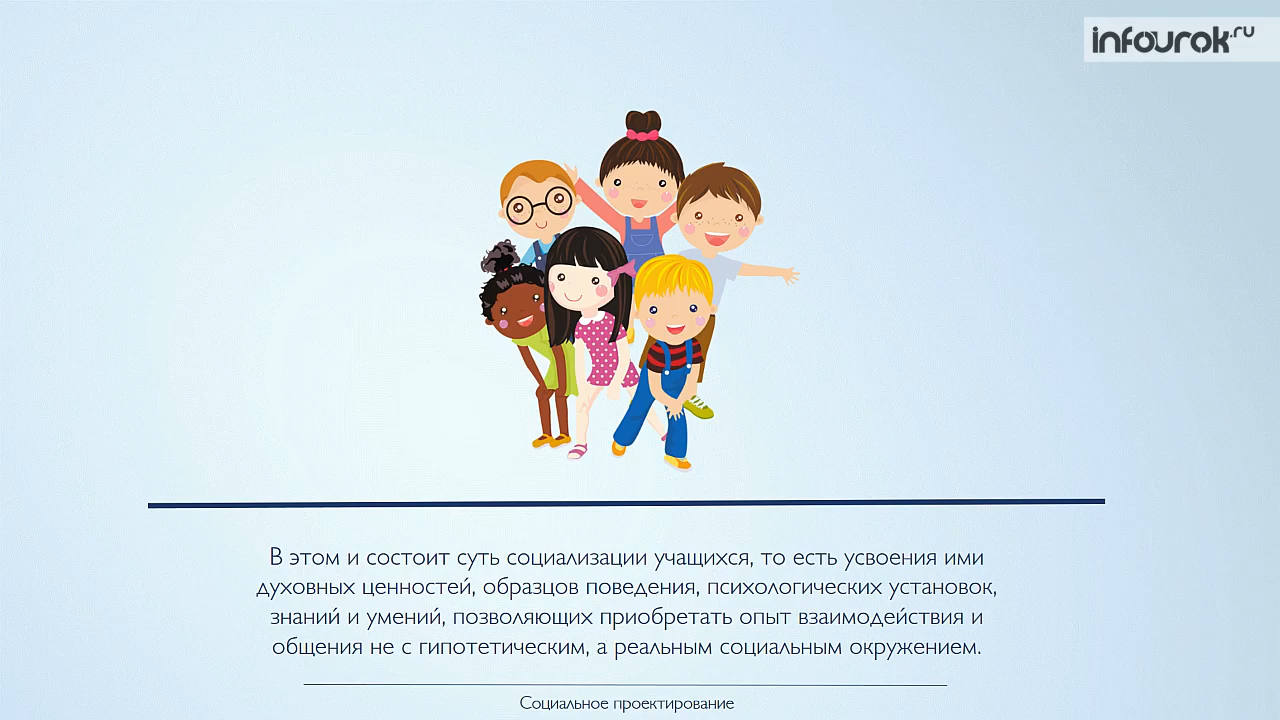 infourok.ru
В этом и состоит суть социализации учащихся, то есть усвоения ими
духовных ценностей, образцов поведения, психологических установок,
знаний и умений, позволяющих приобретать опыт взаимодействия и
общения не с гипотетическим, а реальным социальным окружением.
Социальное проектирование